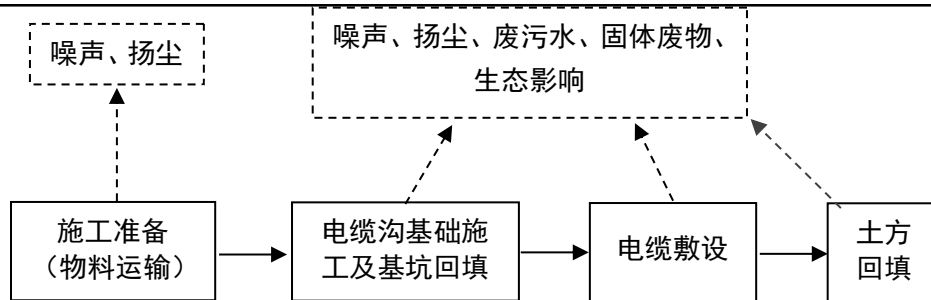 噪声、扬尘
噪声、扬尘、废污水、固体废物、
生态影响
施工准备
（物料运输）
电缆沟基础施
工及基坑回填
电缆敷设
土方
回填